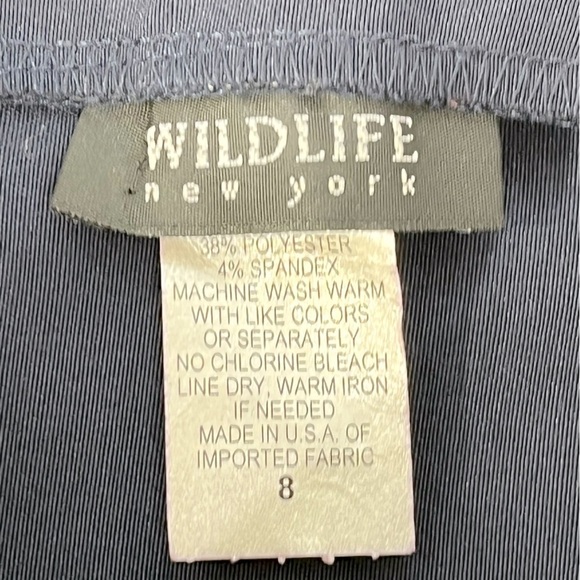 WILDLIFE
new york
38% POLYESTER
4% SPANDEX
MACHINE WASH WARM
WITH LIKE COLORS
OR SEPARATELY
NO CHLORINE BLEACH
LINE DRY, WARM IRON
IF NEEDED
MADE IN U.S.A. OF
IMPORTED FABRIC
8